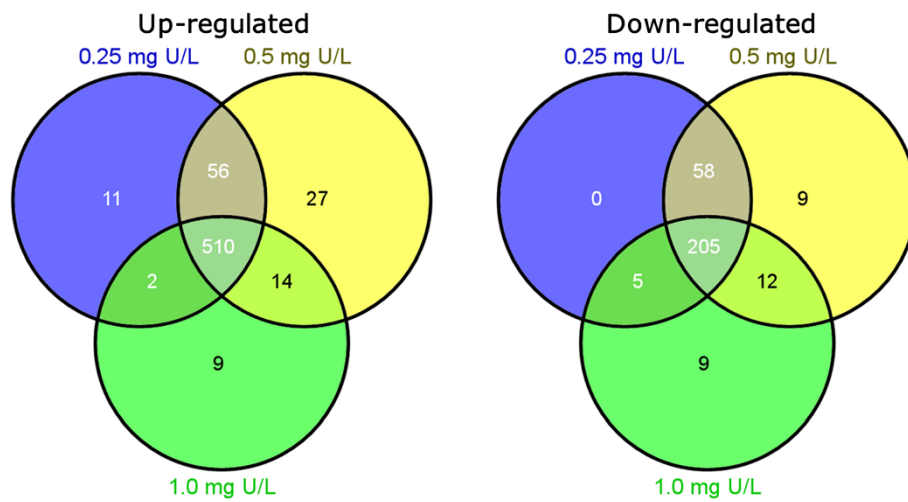 Up-regulated
Down-regulated
0.25 mg U/L
0.5 mg U/L
0.25 mg U/L
0.5 mg U/L
56
58
11
27
0
9
510
205
2
14
5
12
9
9
1.0 mg U/L
1.0 mg U/L